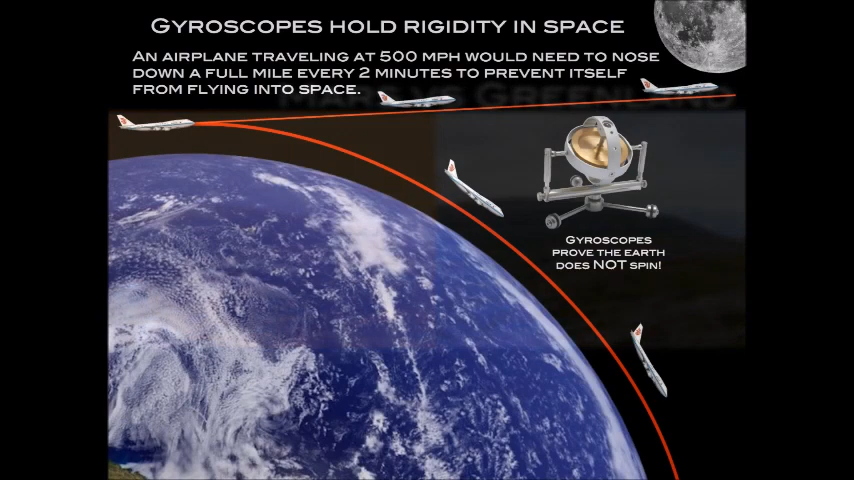 Gyroscopes hold rigidity in space
An airplane traveling at 500 mph would need to nose
down a full mile every 2 minutes to prevent itself
from flying into space.
Gyroscopes
prove the earth
does NOT spin!